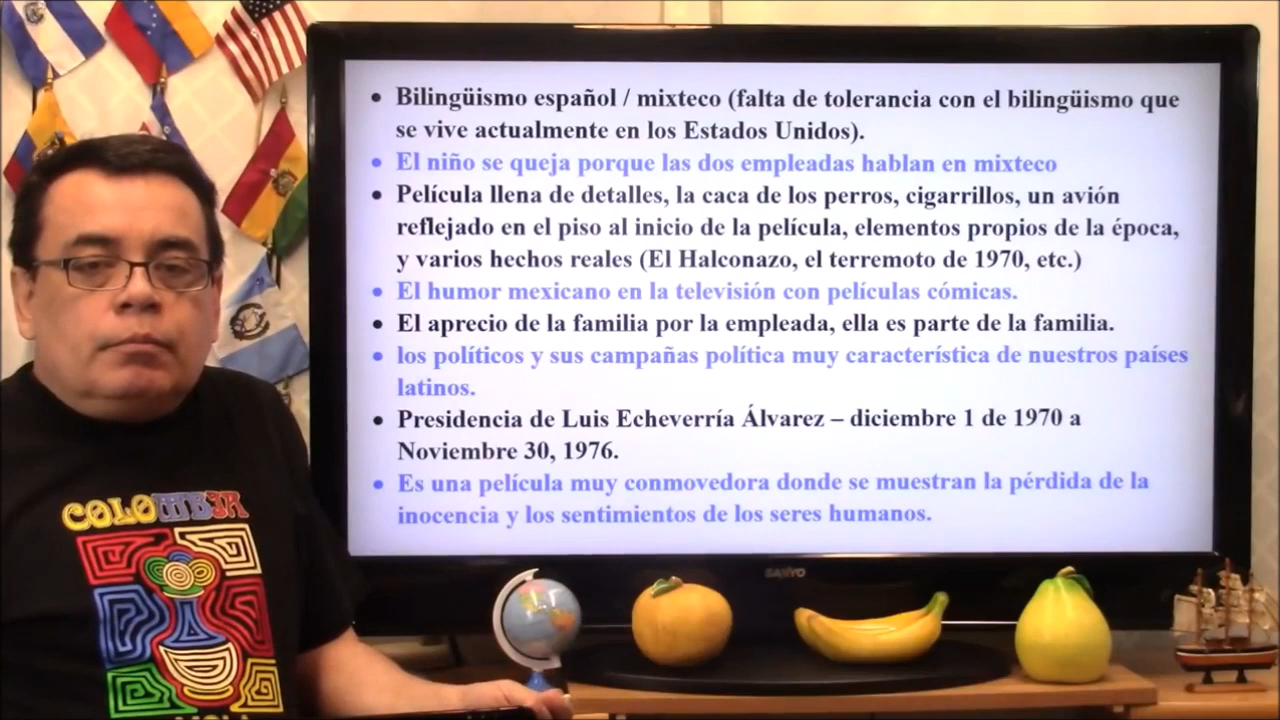 • Bilingüismo español / mixteco (falta de tolerancia con el bilingüismo que
se vive actualmente en los Estados Unidos).
• El niño se queja porque las dos empleadas hablan en mixteco
• Película llena de detalles, la caca de los perros, cigarrillos, un avión
reflejado en el piso al inicio de la película, elementos propios de la época,
y varios hechos reales (El Halconazo, el terremoto de 1970, etc.)
• El humor mexicano en la televisión con películas cómicas.
• El aprecio de la familia por la empleada, ella es parte de la familia.
• los políticos y sus campañas política muy característica de nuestros países
latinos.
• Presidencia de Luis Echeverría Álvarez – diciembre 1 de 1970 a
Noviembre 30, 1976.
• Es una película muy conmovedora donde se muestran la pérdida de la
inocencia y los sentimientos de los seres humanos.
SANYO
COLOMBIA